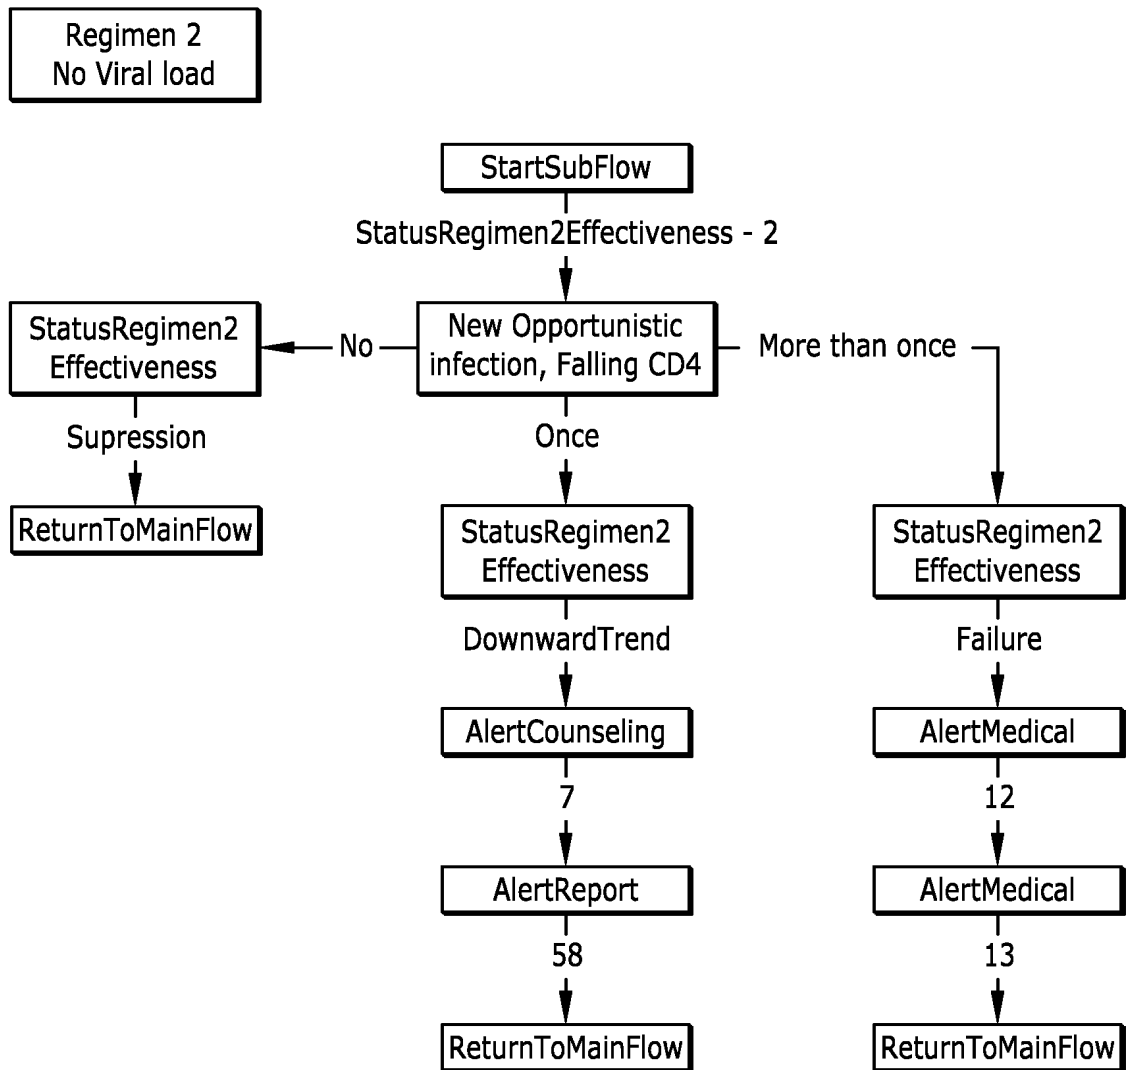 Regimen 2
No Viral load
StartSubFlow
StatusRegimen2Effectiveness - 2
StatusRegimen2
Effectiveness
No
New Opportunistic
infection, Falling CD4
More than once
Supression
Once
ReturnToMainFlow
StatusRegimen2
Effectiveness
StatusRegimen2
Effectiveness
DownwardTrend
Failure
AlertCounseling
AlertMedical
7
12
AlertReport
AlertMedical
58
13
ReturnToMainFlow
ReturnToMainFlow